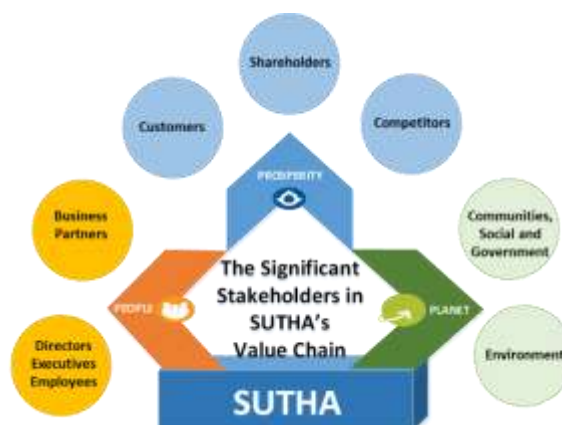 Shareholders
Customers
Competitors
PROSPERITY
Business
Partners
Communities,
Social and
Government
The Significant
Stakeholders in
SUTHA's
Value Chain
PEOPLE
PLANET
Directors
Executives
Employees
Environment
SUTHA